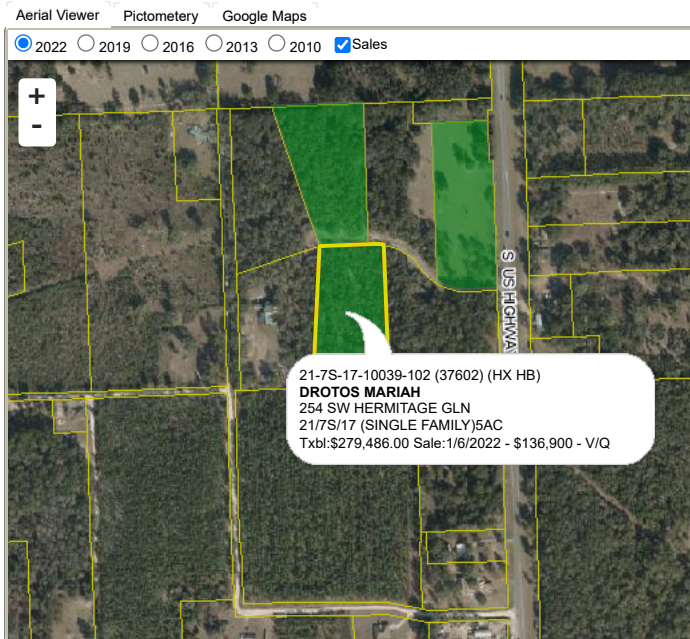 Aerial Viewer Pictometery Google Maps
2022 2019 2016 2013 2010 Sales
+
-
S US HIGHWA
21-7S-17-10039-102 (37602) (HX HB)
DROTOS MARIAH
254 SW HERMITAGE GLN
21/7S/17 (SINGLE FAMILY)5AC
Txbl:$279,486.00 Sale:1/6/2022 - $136,900 - V/Q